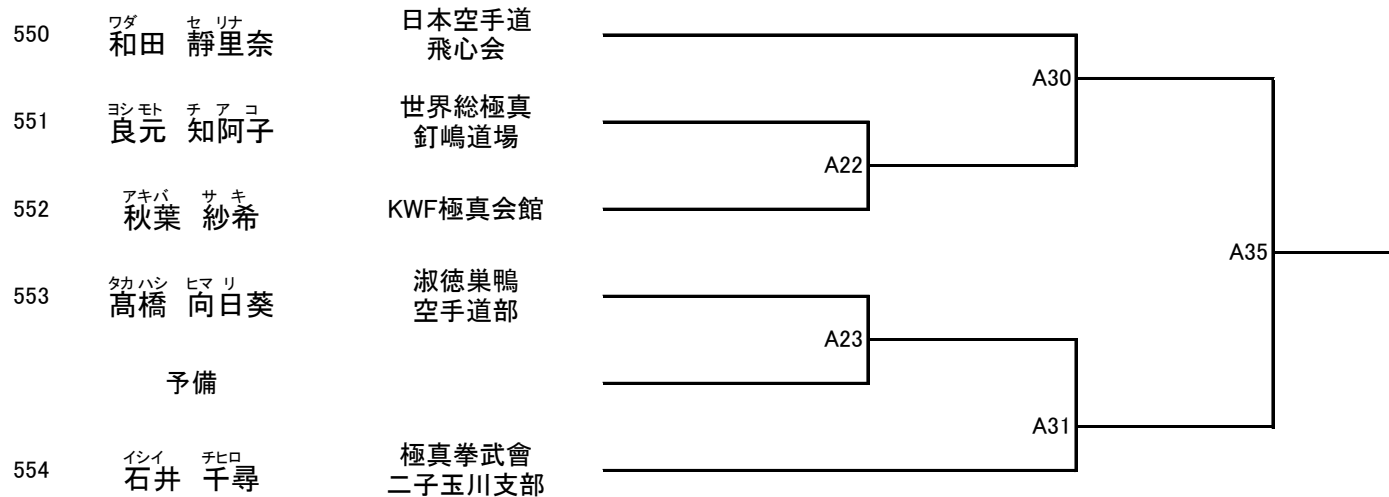 ワダ セリナ
550 和田 靜里奈 日本空手道 飛心会
A30
ヨシモト チアコ
551 良元 知阿子 世界総極真 釘嶋道場
A22
アキバ サキ
552 秋葉 紗希 KWF極真会館
A35
タカハシ ヒマリ
553 髙橋 向日葵 淑徳巣鴨 空手道部
A23
予備
A31
イシイ チヒロ
554 石井 千尋 極真拳武會 二子玉川支部